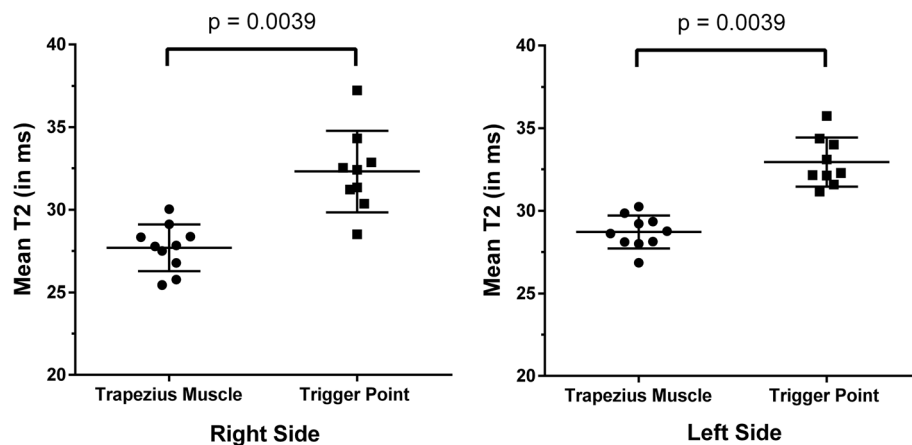 p = 0.0039
Mean T2 (in ms)
40
35
30
25
20
Trapezius Muscle
Trigger Point
Right Side
p = 0.0039
Mean T2 (in ms)
40
35
30
25
20
Trapezius Muscle
Trigger Point
Left Side